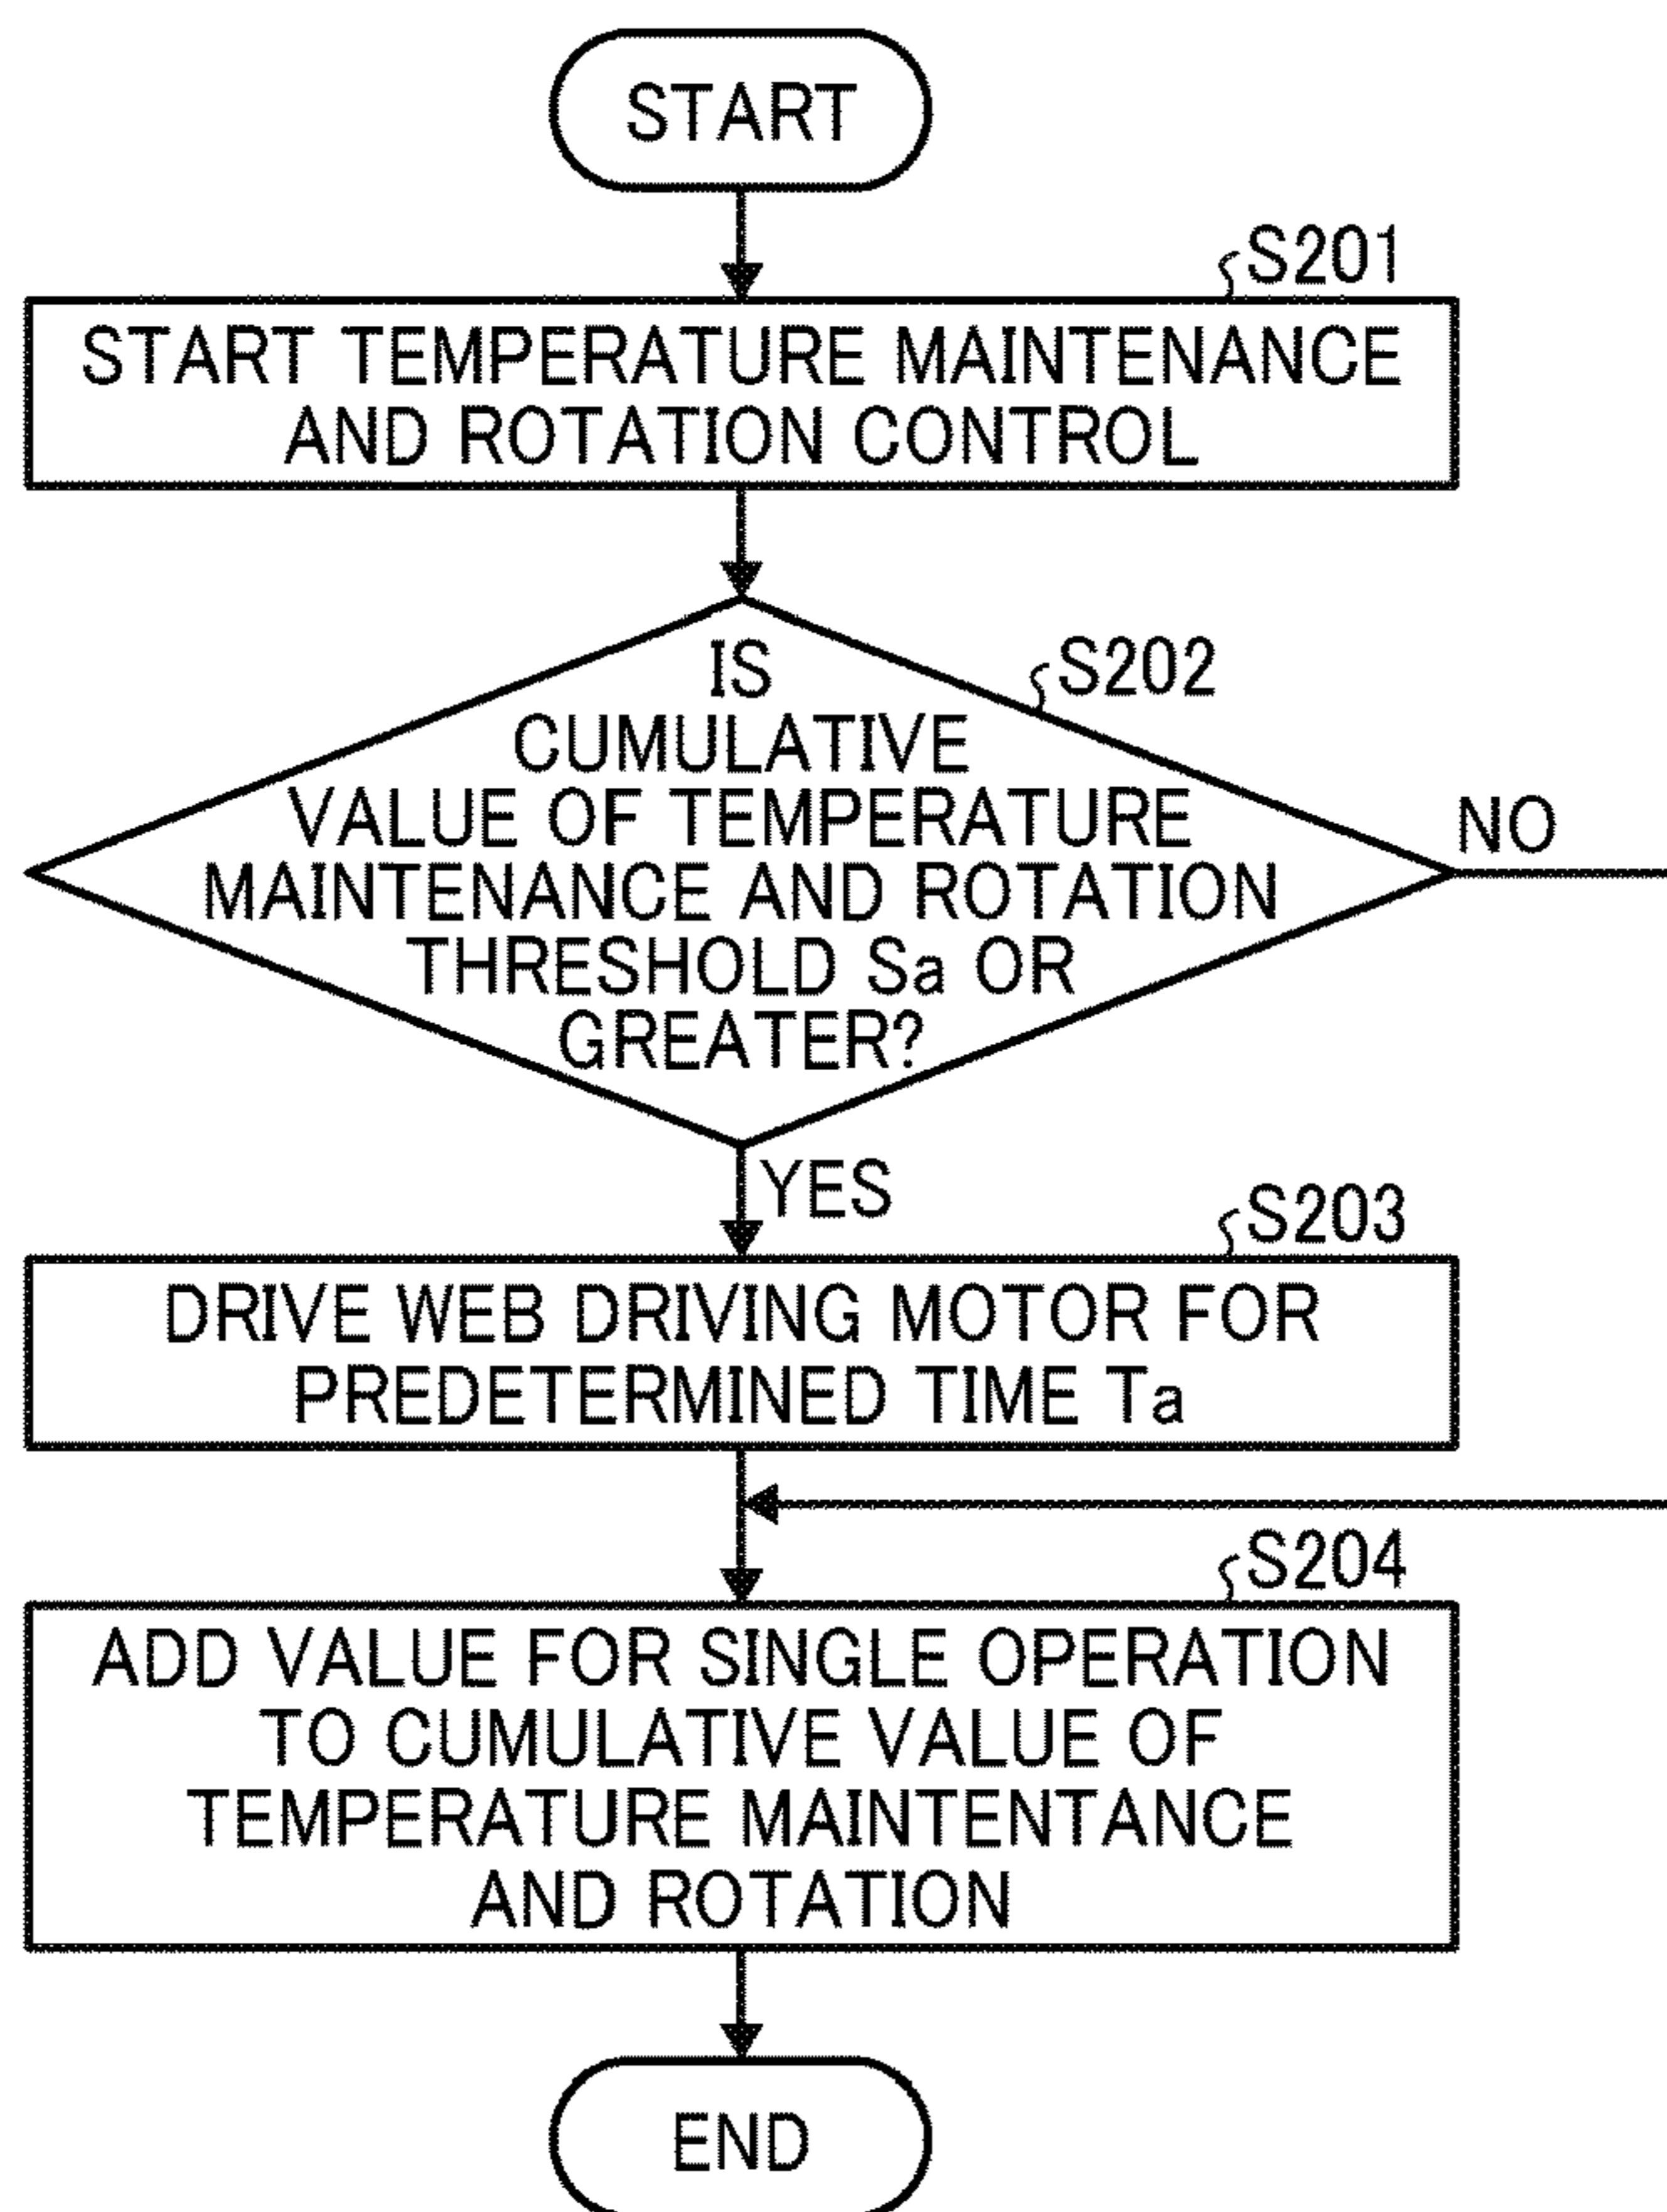 START
S201
START TEMPERATURE MAINTENANCE
AND ROTATION CONTROL
S202
IS
CUMULATIVE
VALUE OF TEMPERATURE
MAINTENANCE AND ROTATION
THRESHOLD Sa OR
GREATER?
NO
YES
S203
DRIVE WEB DRIVING MOTOR FOR
PREDETERMINED TIME Ta
S204
ADD VALUE FOR SINGLE OPERATION
TO CUMULATIVE VALUE OF
TEMPERATURE MAINTENTANCE
AND ROTATION
END